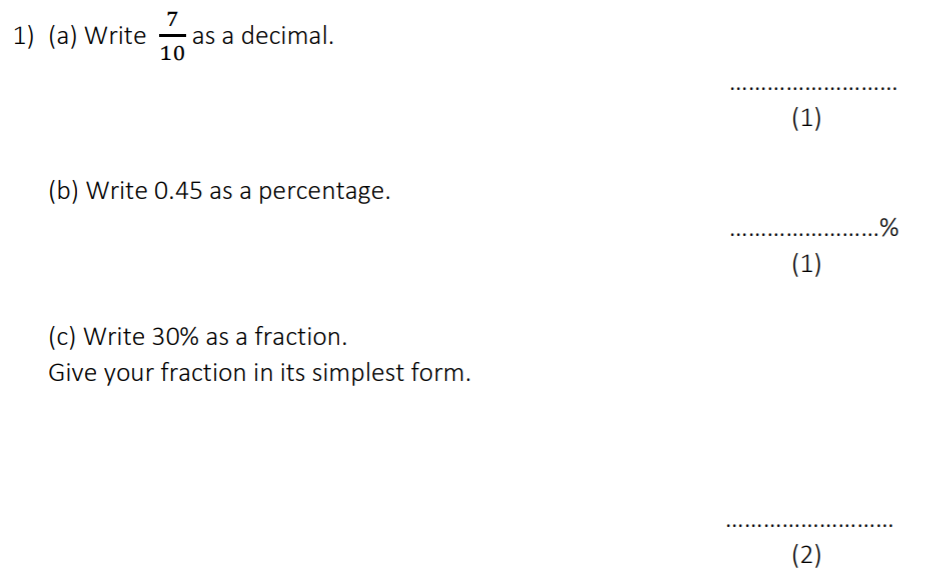 1) (a) Write 7/10 as a decimal.
...........................
(1)
(b) Write 0.45 as a percentage.
........................%
(1)
(c) Write 30% as a fraction.
Give your fraction in its simplest form.
...........................
(2)